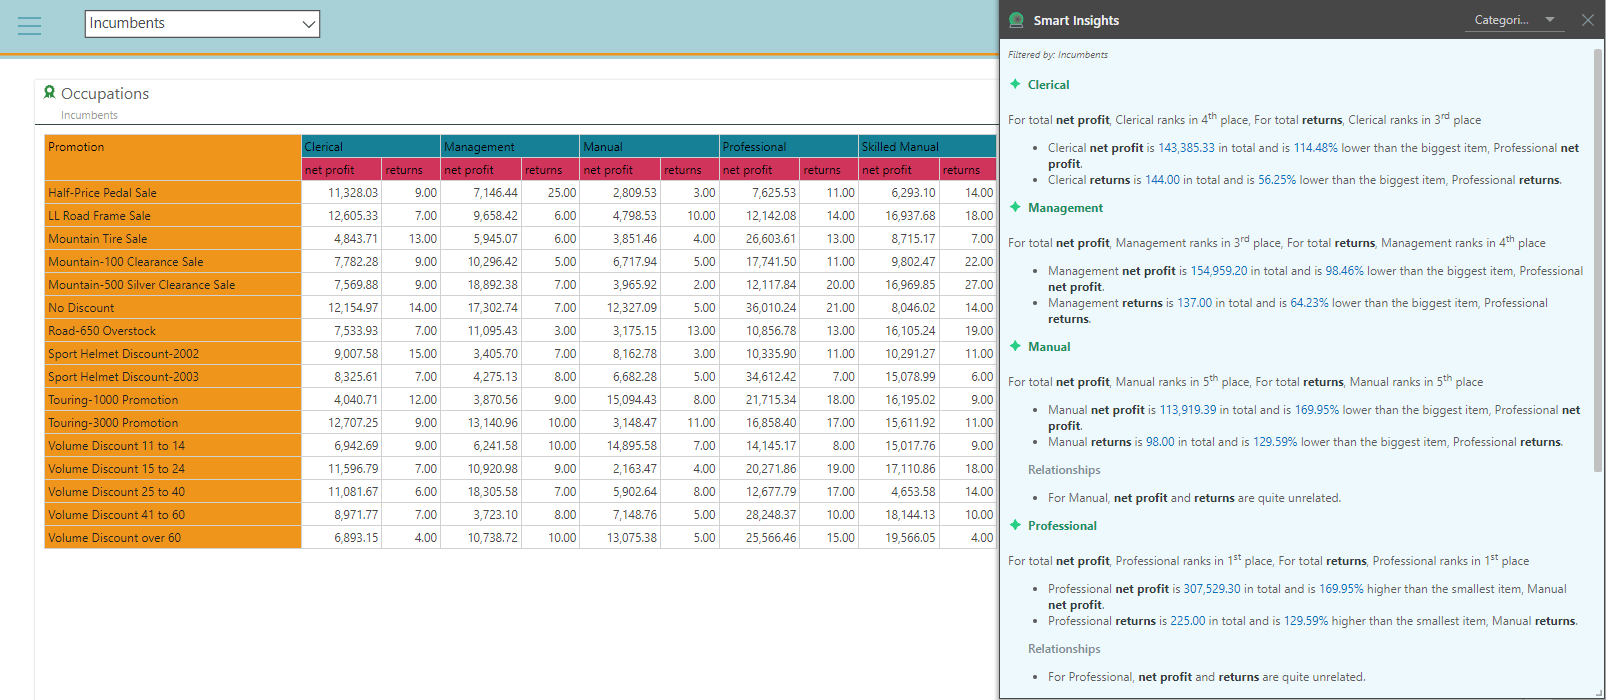 Incumbents
Occupations
Incumbents
Promotion Clerical Management Manual Professional Skilled Manual
net profit returns net profit returns net profit returns net profit returns net profit returns
Half-Price Pedal Sale 11,328.03 9.00 7,146.44 25.00 2,809.53 3.00 7,625.53 11.00 6,293.10 14.00
LL Road Frame Sale 12,605.33 7.00 9,658.42 6.00 4,798.53 10.00 12,142.08 14.00 16,937.68 18.00
Mountain Tire Sale 4,843.71 13.00 5,945.07 6.00 3,851.46 4.00 26,603.61 13.00 8,715.17 7.00
Mountain-100 Clearance Sale 7,782.28 9.00 10,296.42 5.00 6,717.94 5.00 17,741.50 11.00 9,802.47 22.00
Mountain-500 Silver Clearance Sale 7,569.88 9.00 18,892.38 7.00 3,965.92 2.00 12,117.84 20.00 16,969.85 27.00
No Discount 12,154.97 14.00 17,302.74 7.00 12,327.09 5.00 36,010.24 21.00 8,046.02 14.00
Road-650 Overstock 7,533.93 7.00 11,095.43 3.00 3,175.15 13.00 10,856.78 13.00 16,105.24 19.00
Sport Helmet Discount-2002 9,007.58 15.00 3,405.70 7.00 8,162.78 3.00 10,335.90 11.00 10,291.27 11.00
Sport Helmet Discount-2003 8,325.61 7.00 4,275.13 8.00 6,682.28 5.00 34,612.42 7.00 15,078.99 6.00
Touring-1000 Promotion 4,040.71 12.00 3,870.56 9.00 15,094.43 8.00 21,715.34 18.00 16,195.02 9.00
Touring-3000 Promotion 12,707.25 9.00 13,140.96 10.00 3,148.47 11.00 16,858.40 17.00 15,611.92 11.00
Volume Discount 11 to 14 6,942.69 9.00 6,241.58 10.00 14,895.58 7.00 14,145.17 8.00 15,017.76 9.00
Volume Discount 15 to 24 11,596.79 7.00 10,920.98 9.00 2,163.47 4.00 20,271.86 19.00 17,110.86 18.00
Volume Discount 25 to 40 11,081.67 6.00 18,305.58 7.00 5,902.64 8.00 12,677.79 17.00 4,653.58 14.00
Volume Discount 41 to 60 8,971.77 7.00 3,723.10 8.00 7,148.76 5.00 28,248.37 10.00 18,144.13 10.00
Volume Discount over 60 6,893.15 4.00 10,738.72 10.00 13,075.38 5.00 25,566.46 15.00 19,566.05 4.00
Smart Insights Categori...
Filtered by: Incumbents
Clerical
For total net profit, Clerical ranks in 4th place, For total returns, Clerical ranks in 3rd place
• Clerical net profit is 143,385.33 in total and is 114.48% lower than the biggest item, Professional net
profit.
• Clerical returns is 144.00 in total and is 56.25% lower than the biggest item, Professional returns.
Management
For total net profit, Management ranks in 3rd place, For total returns, Management ranks in 4th place
• Management net profit is 154,959.20 in total and is 98.46% lower than the biggest item, Professional
net profit.
• Management returns is 137.00 in total and is 64.23% lower than the biggest item, Professional
returns.
Manual
For total net profit, Manual ranks in 5th place, For total returns, Manual ranks in 5th place
• Manual net profit is 113,919.39 in total and is 169.95% lower than the biggest item, Professional net
profit.
• Manual returns is 98.00 in total and is 129.59% lower than the biggest item, Professional returns.
Relationships
• For Manual, net profit and returns are quite unrelated.
Professional
For total net profit, Professional ranks in 1st place, For total returns, Professional ranks in 1st place
• Professional net profit is 307,529.30 in total and is 169.95% higher than the smallest item, Manual
net profit.
• Professional returns is 225.00 in total and is 129.59% higher than the smallest item, Manual returns.
Relationships
• For Professional, net profit and returns are quite unrelated.